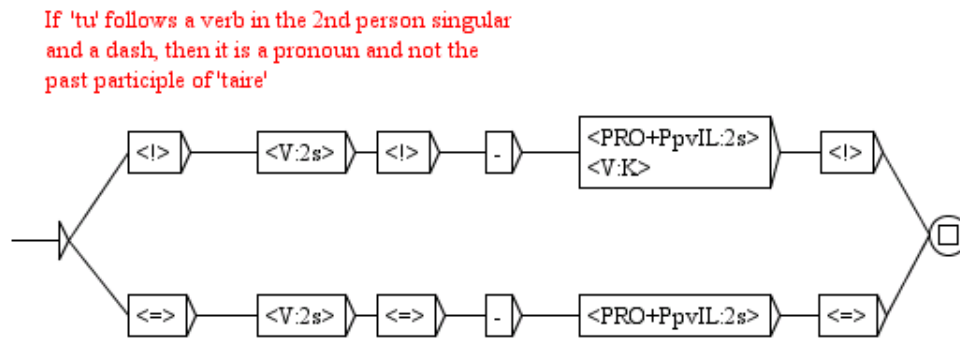 If 'tu' follows a verb in the 2nd person singular
and a dash, then it is a pronoun and not the
past participle of 'taire'
<!> <V:2s> <!> - <PRO+PpvIL:2s> <!>
<V:K>
<=> <V:2s> <=> - <PRO+PpvIL:2s> <=>